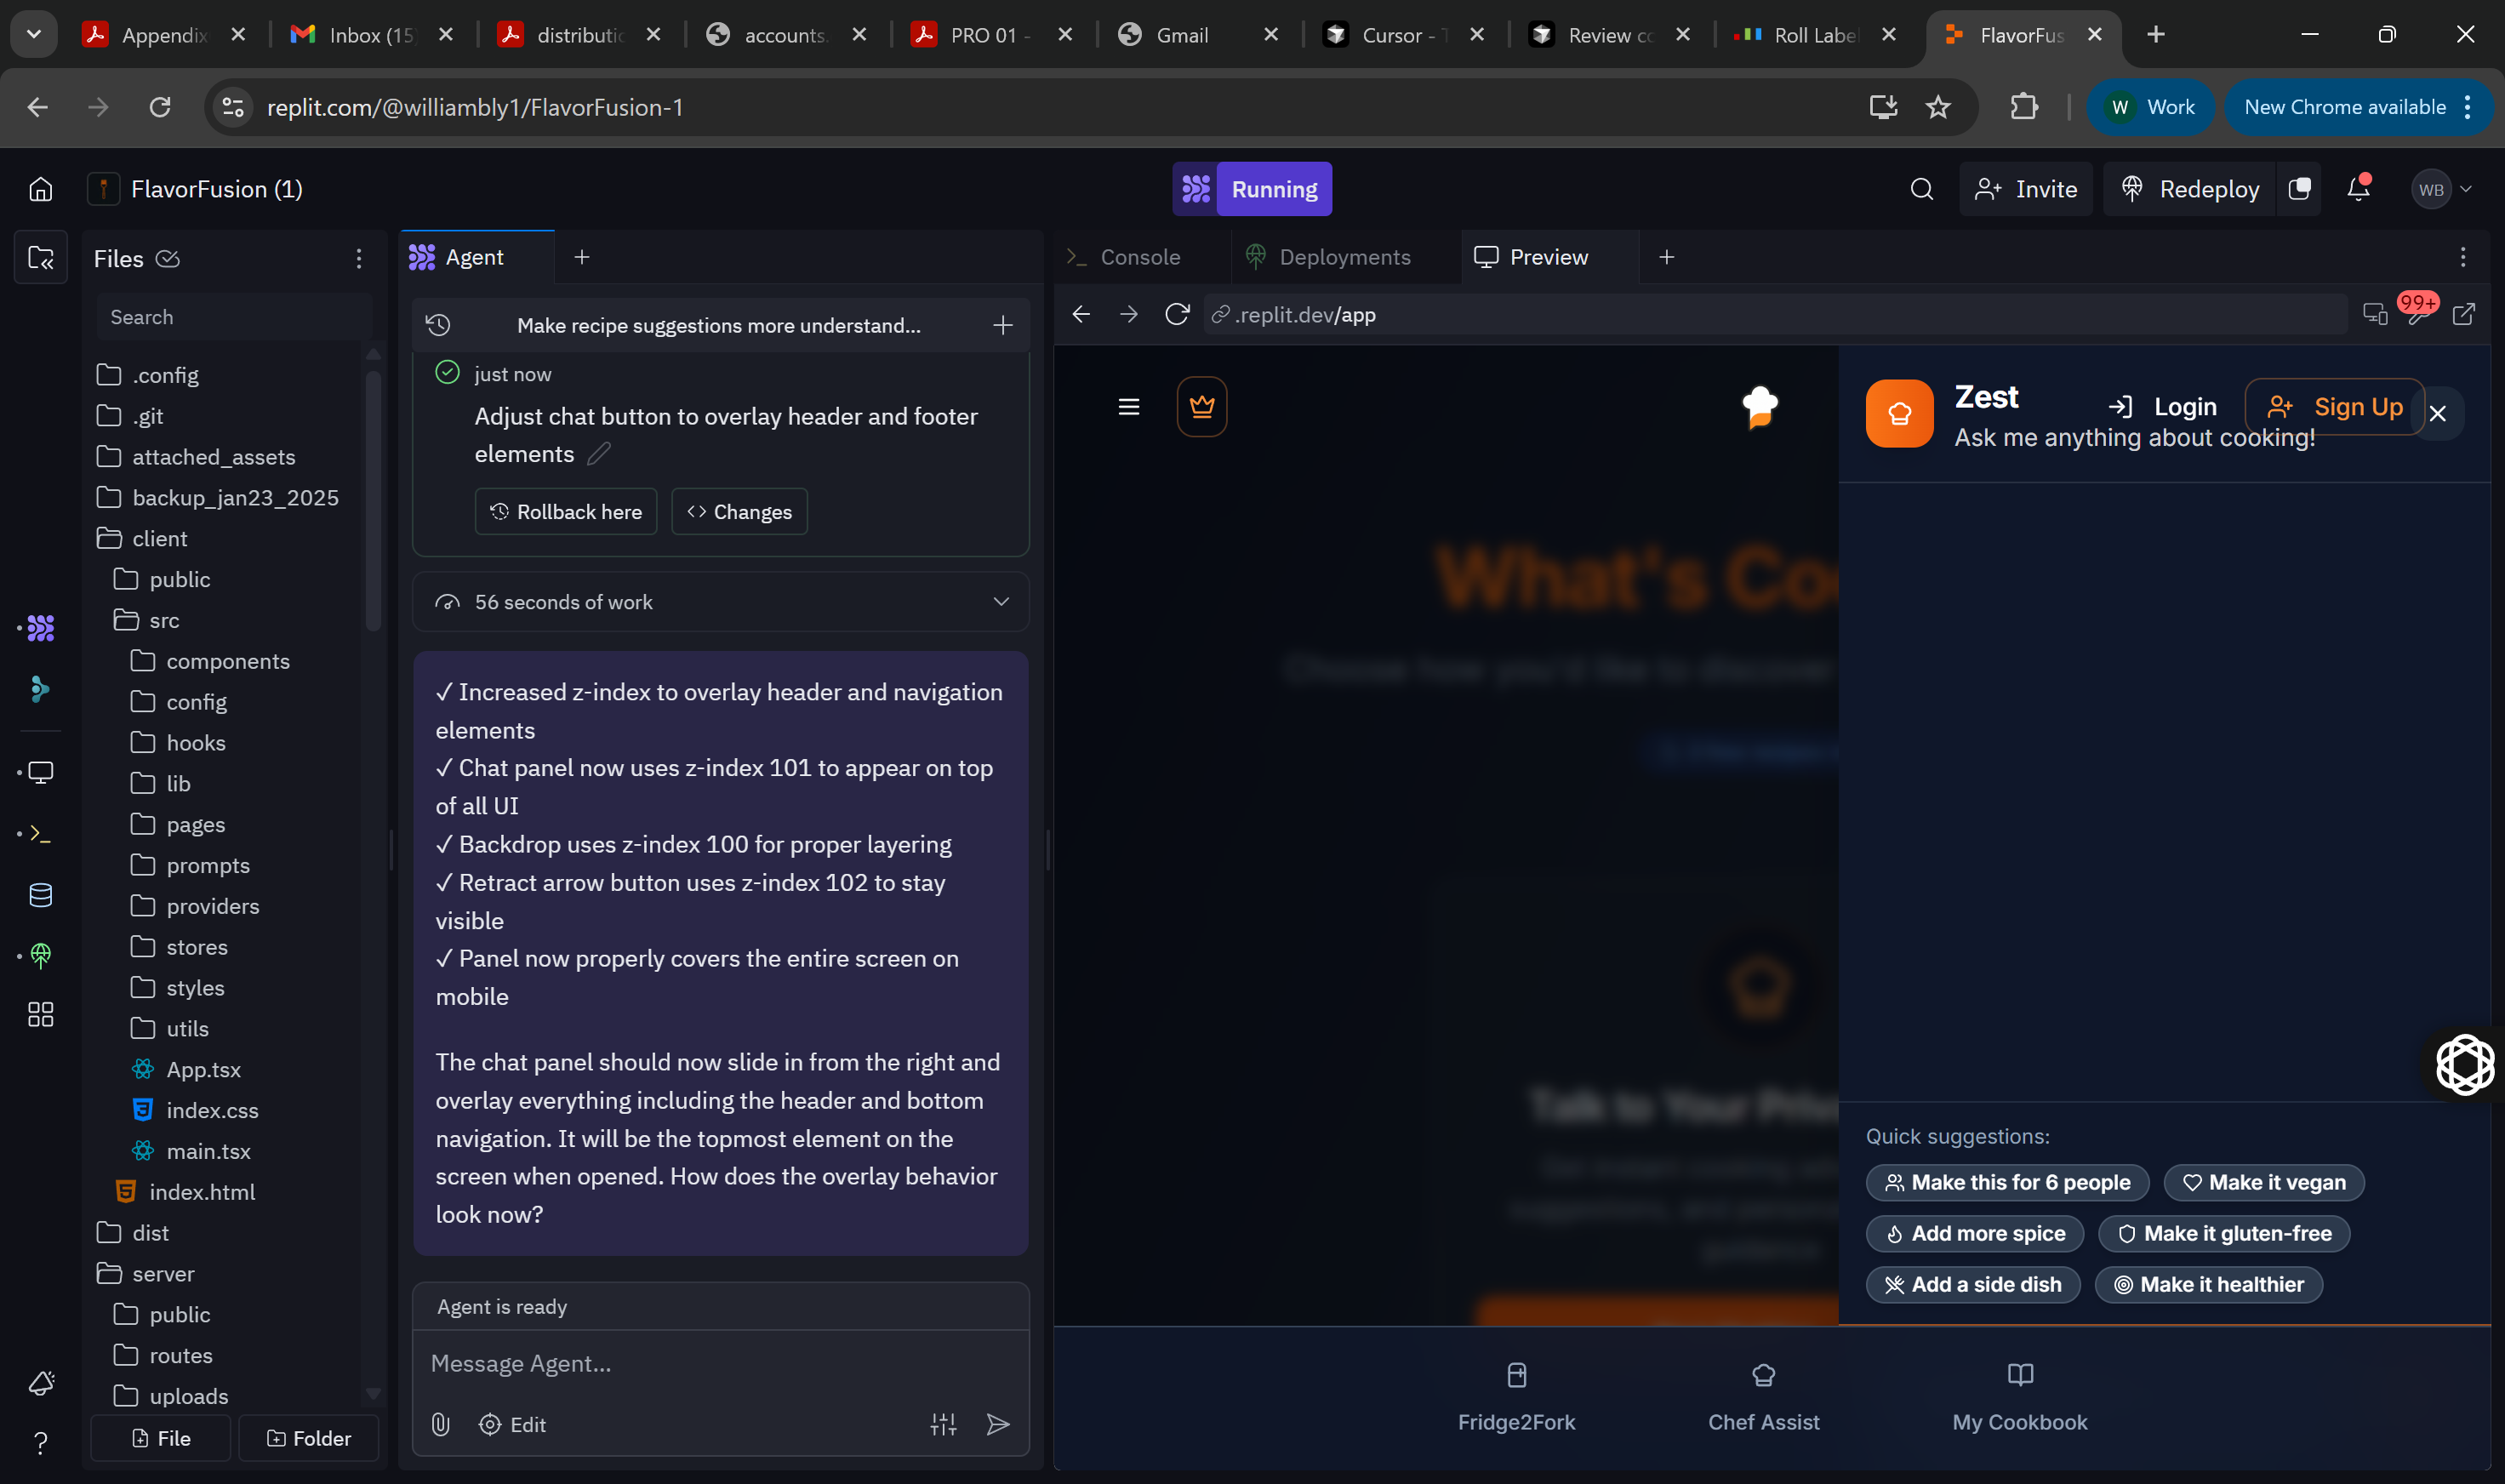 Appendix
Inbox (15
distributio
accounts.
PRO 01 -
Gmail
Cursor - T
Review co
Roll Label
FlavorFus
replit.com/@williambly1/FlavorFusion-1
W
Work
New Chrome available
FlavorFusion (1)
Running
Invite
Redeploy
WB
Files
Agent
Console
Deployments
Preview
Search
Make recipe suggestions more understand...
.replit.dev/app
99+
.config
.git
attached_assets
backup_jan23_2025
client
public
src
components
config
hooks
lib
pages
prompts
providers
stores
styles
utils
App.tsx
index.css
main.tsx
index.html
dist
server
public
routes
uploads
File
Folder
just now
Adjust chat button to overlay header and footer
elements
Rollback here
Changes
56 seconds of work
✓ Increased z-index to overlay header and navigation
elements
✓ Chat panel now uses z-index 101 to appear on top
of all UI
✓ Backdrop uses z-index 100 for proper layering
✓ Retract arrow button uses z-index 102 to stay
visible
✓ Panel now properly covers the entire screen on
mobile
The chat panel should now slide in from the right and
overlay everything including the header and bottom
navigation. It will be the topmost element on the
screen when opened. How does the overlay behavior
look now?
Agent is ready
Message Agent...
Edit
Zest
Login
Sign Up
Ask me anything about cooking!
What's Coo
Choose how you'd like to discover
Talk to Your Priv
guidance
Quick suggestions:
Make this for 6 people
Make it vegan
Add more spice
Make it gluten-free
Add a side dish
Make it healthier
Fridge2Fork
Chef Assist
My Cookbook